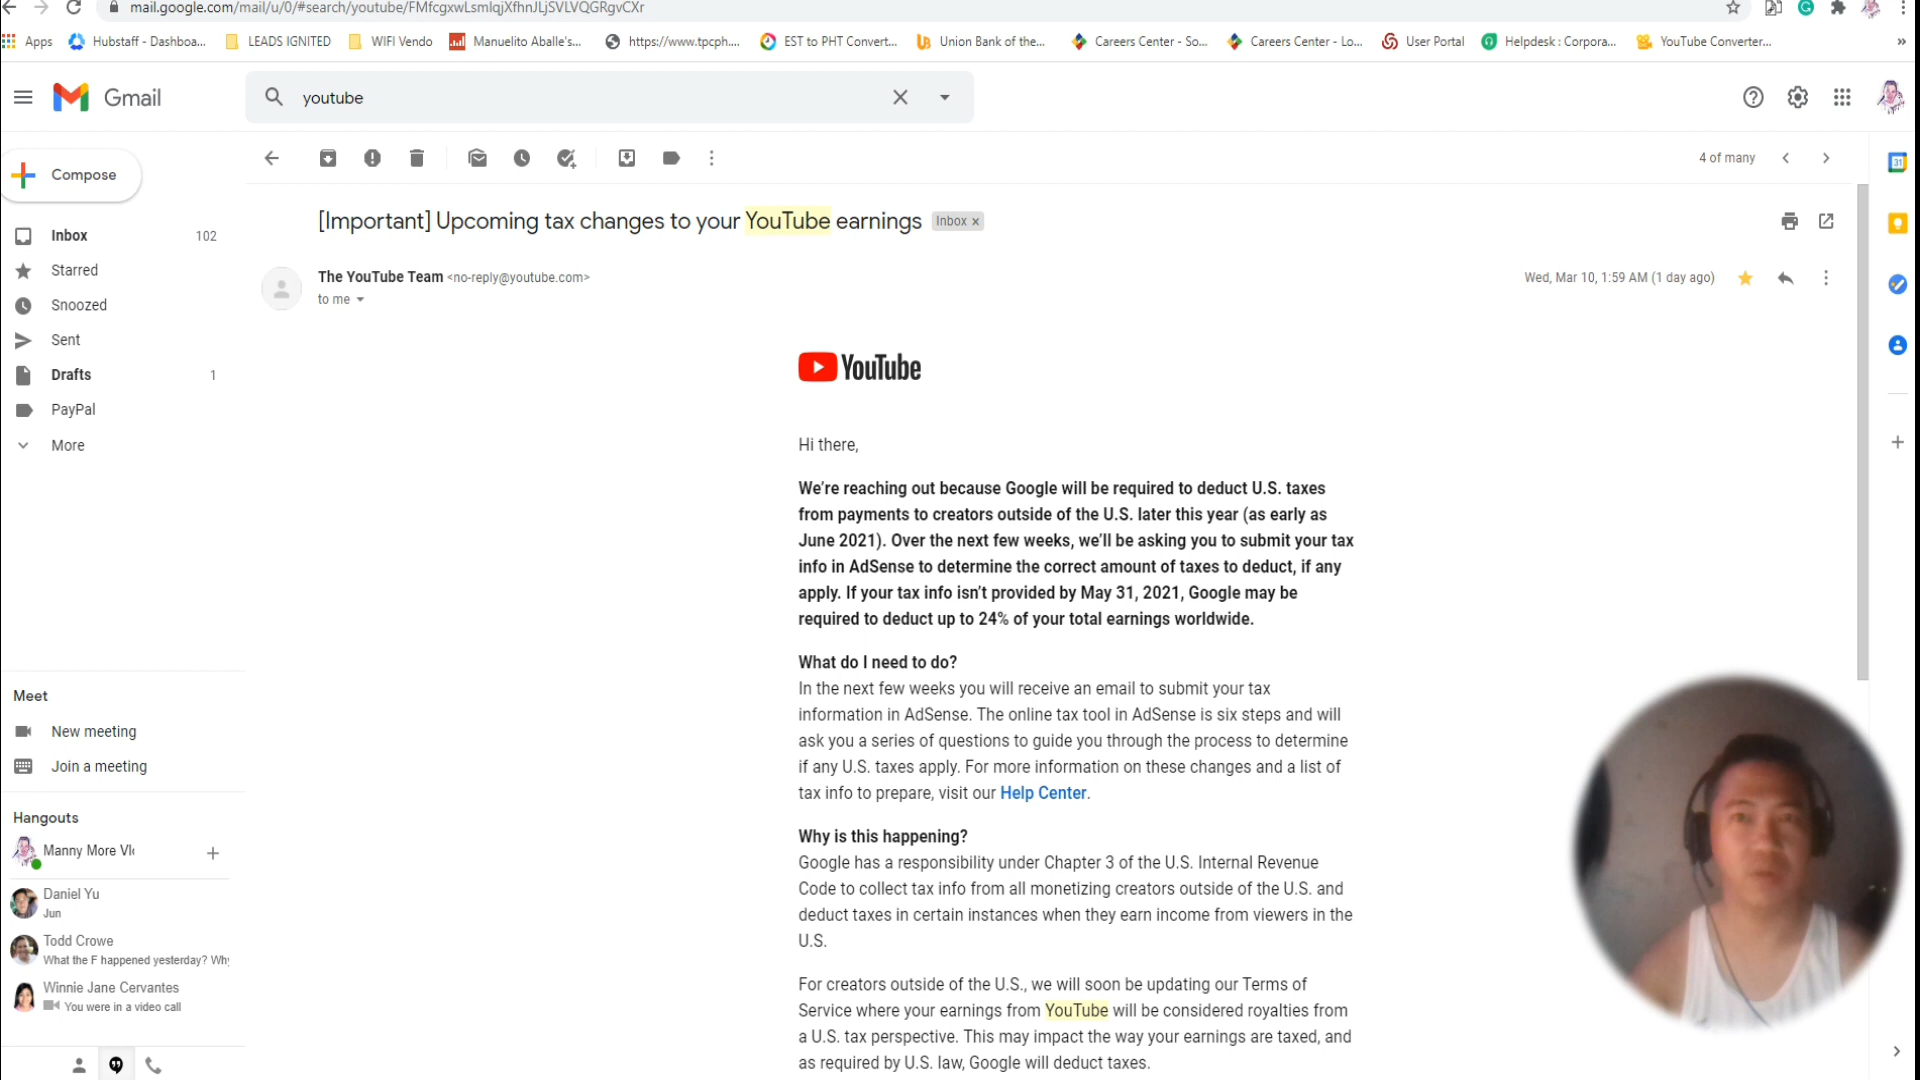 mail.google.com/mail/u/0/#search/youtube/FMfcgxwLsmlqjXfhnJLjSVLVQGRgvCXr
Apps
Hubstaff - Dashboa...
LEADS IGNITED
WIFI Vendo
Manuelito Aballe's...
https://www.tpcph....
EST to PHT Convert...
Union Bank of the...
Careers Center - So...
Careers Center - Lo...
User Portal
Helpdesk : Corpora...
YouTube Converter...
»
Gmail
youtube
Compose
4 of many
Inbox 102
Starred
Snoozed
Sent
Drafts 1
PayPal
More
[Important] Upcoming tax changes to your YouTube earnings Inbox x
The YouTube Team <no-reply@youtube.com>
to me
Wed, Mar 10, 1:59 AM (1 day ago)
31
YouTube
Hi there,
We're reaching out because Google will be required to deduct U.S. taxes
from payments to creators outside of the U.S. later this year (as early as
June 2021). Over the next few weeks, we'll be asking you to submit your tax
info in AdSense to determine the correct amount of taxes to deduct, if any
apply. If your tax info isn't provided by May 31, 2021, Google may be
required to deduct up to 24% of your total earnings worldwide.
What do I need to do?
In the next few weeks you will receive an email to submit your tax
information in AdSense. The online tax tool in AdSense is six steps and will
ask you a series of questions to guide you through the process to determine
if any U.S. taxes apply. For more information on these changes and a list of
tax info to prepare, visit our Help Center.
Why is this happening?
Google has a responsibility under Chapter 3 of the U.S. Internal Revenue
Code to collect tax info from all monetizing creators outside of the U.S. and
deduct taxes in certain instances when they earn income from viewers in the
U.S.
For creators outside of the U.S., we will soon be updating our Terms of
Service where your earnings from YouTube will be considered royalties from
a U.S. tax perspective. This may impact the way your earnings are taxed, and
as required by U.S. law, Google will deduct taxes.
Meet
New meeting
Join a meeting
Hangouts
Manny More Vl
Daniel Yu
Jun
Todd Crowe
What the F happened yesterday? Why
Winnie Jane Cervantes
You were in a video call